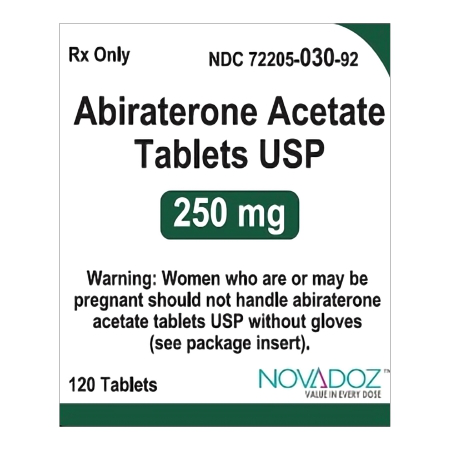 Rx Only
NDC 72205-030-92
Abiraterone Acetate
Tablets USP
250 mg
Warning: Women who are or may be
pregnant should not handle abiraterone
acetate tablets USP without gloves
(see package insert).
120 Tablets
NOVADOZ™
VALUE IN EVERY DOSE